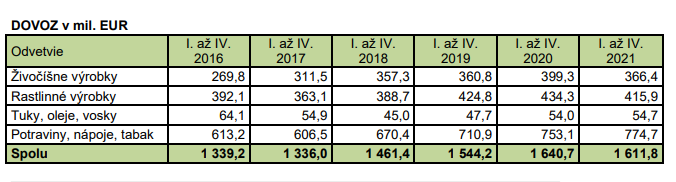 DOVOZ v mil. EUR
Odvetvie I. až IV. 2016 I. až IV. 2017 I. až IV. 2018 I. až IV. 2019 I. až IV. 2020 I. až IV. 2021
Živočíšne výrobky 269,8 311,5 357,3 360,8 399,3 366,4
Rastlinné výrobky 392,1 363,1 388,7 424,8 434,3 415,9
Tuky, oleje, vosky 64,1 54,9 45,0 47,7 54,0 54,7
Potraviny, nápoje, tabak 613,2 606,5 670,4 710,9 753,1 774,7
Spolu 1 339,2 1 336,0 1 461,4 1 544,2 1 640,7 1 611,8